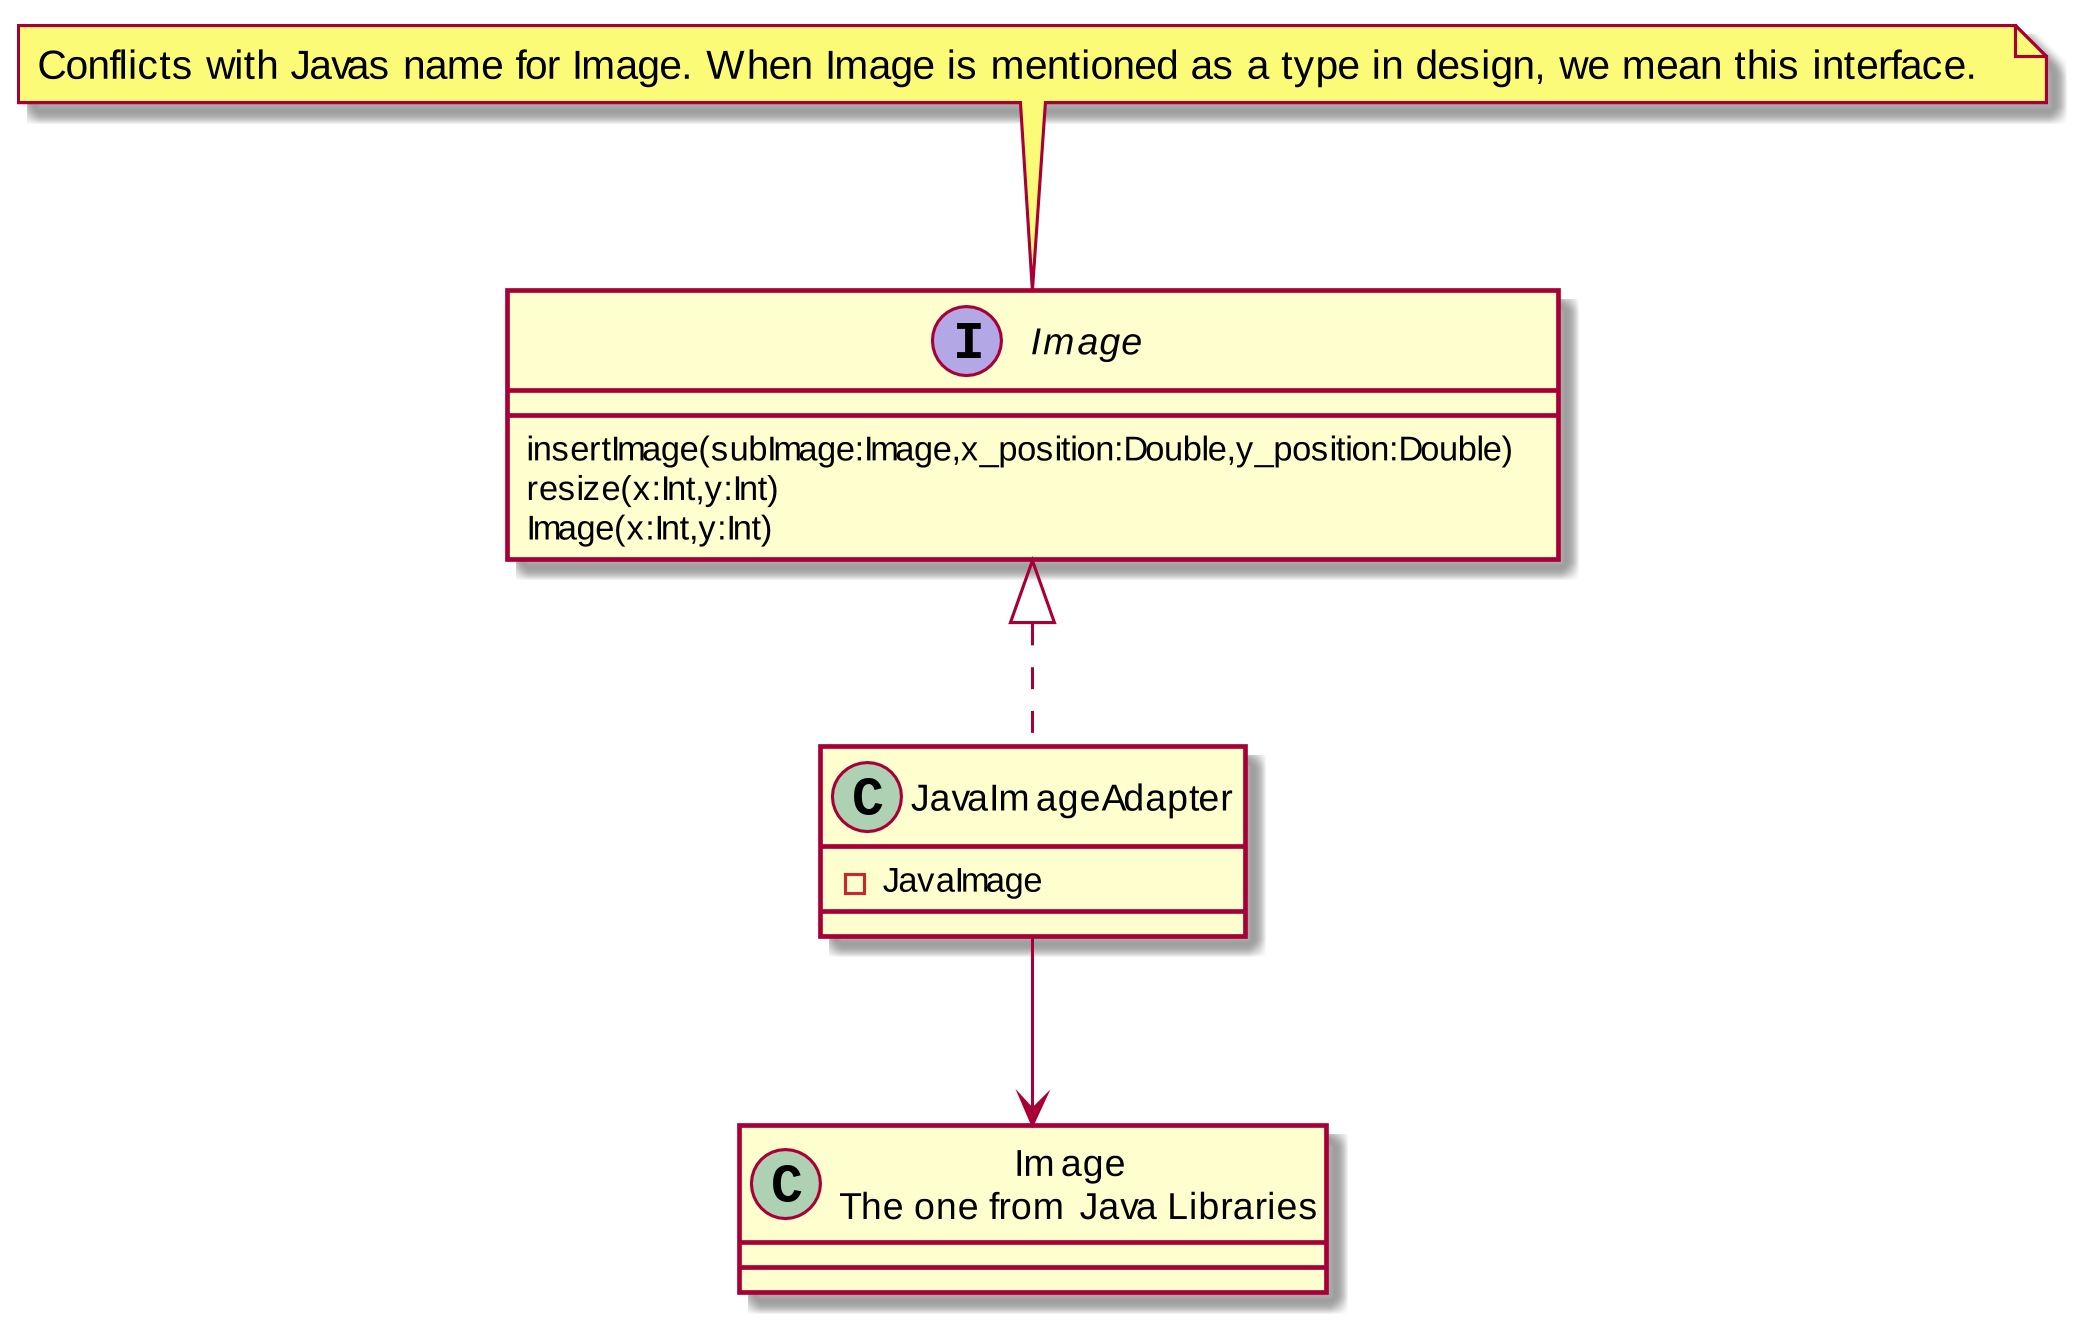 Conflicts with Javas name for Image. When Image is mentioned as a type in design, we mean this interface.
I Image
insertImage(subImage:Image,x_position:Double,y_position:Double)
resize(x:Int,y:Int)
Image(x:Int,y:Int)
C JavaImageAdapter
JavaImage
C Image
The one from Java Libraries